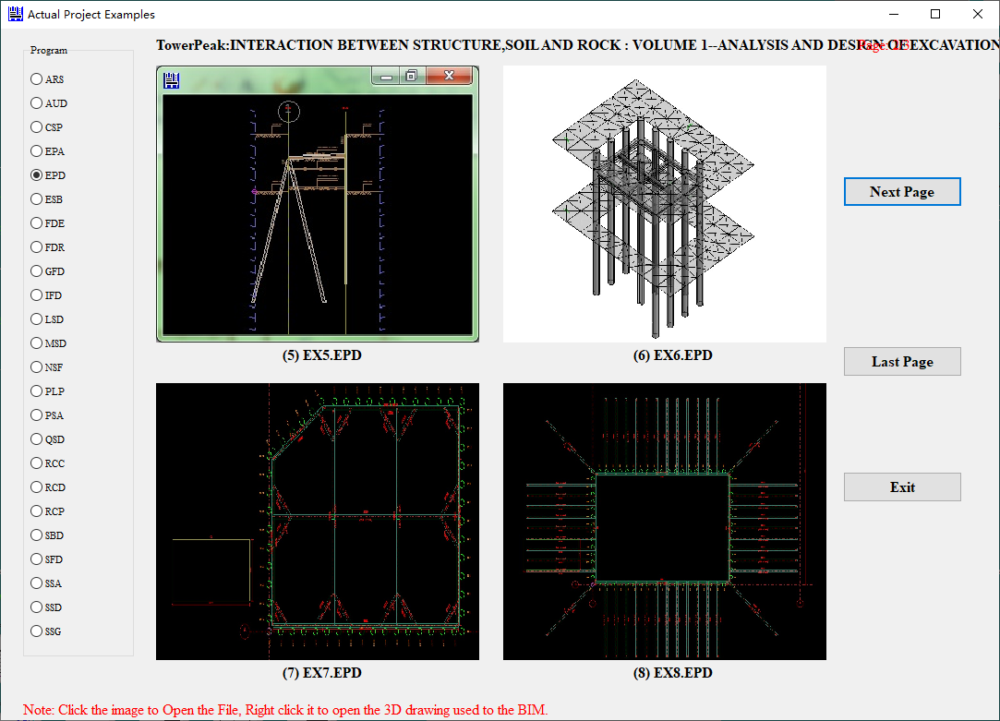 Actual Project Examples
Program
TowerPeak:INTERACTION BETWEEN STRUCTURE,SOIL AND ROCK : VOLUME 1--ANALYSIS AND DESIGN OF EXCAVATION
ARS
AUD
CSP
EPA
EPD
ESB
FDE
FDR
GFD
IFD
LSD
MSD
NSF
PLP
PSA
QSD
RCC
RCD
RCP
SBD
SFD
SSA
SSD
SSG
(5) EX5.EPD
(6) EX6.EPD
(7) EX7.EPD
(8) EX8.EPD
Next Page
Last Page
Exit
Note: Click the image to Open the File, Right click it to open the 3D drawing used to the BIM.